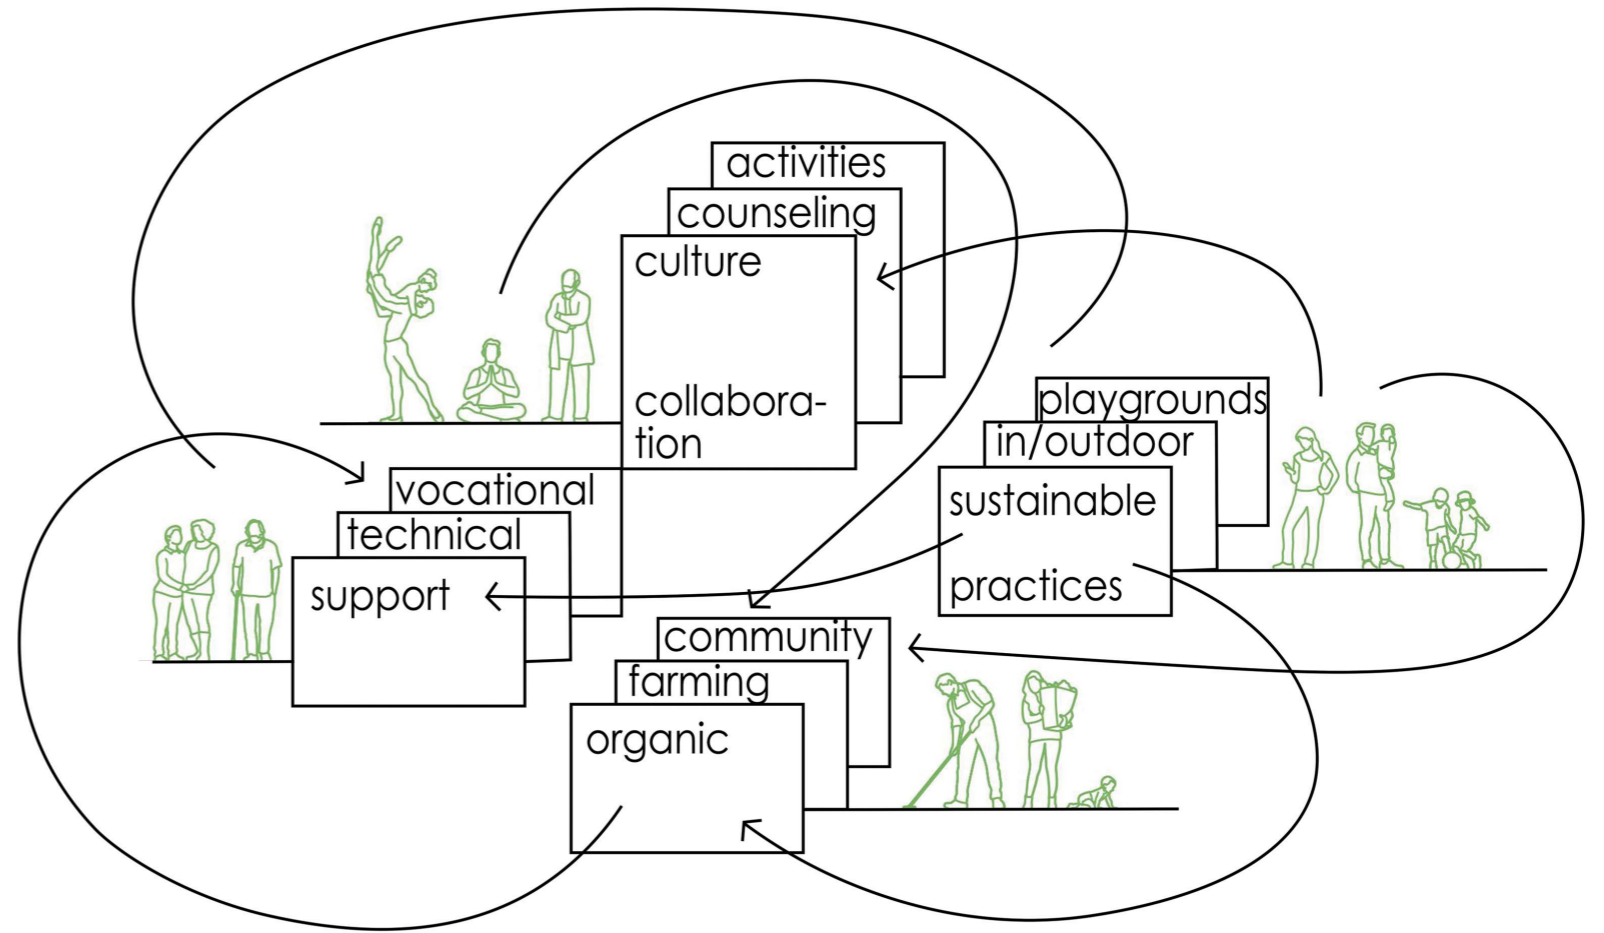 activities
counseling
culture
collabora-
tion
vocational
technical
support
playgrounds
in/outdoor
sustainable
practices
community
farming
organic